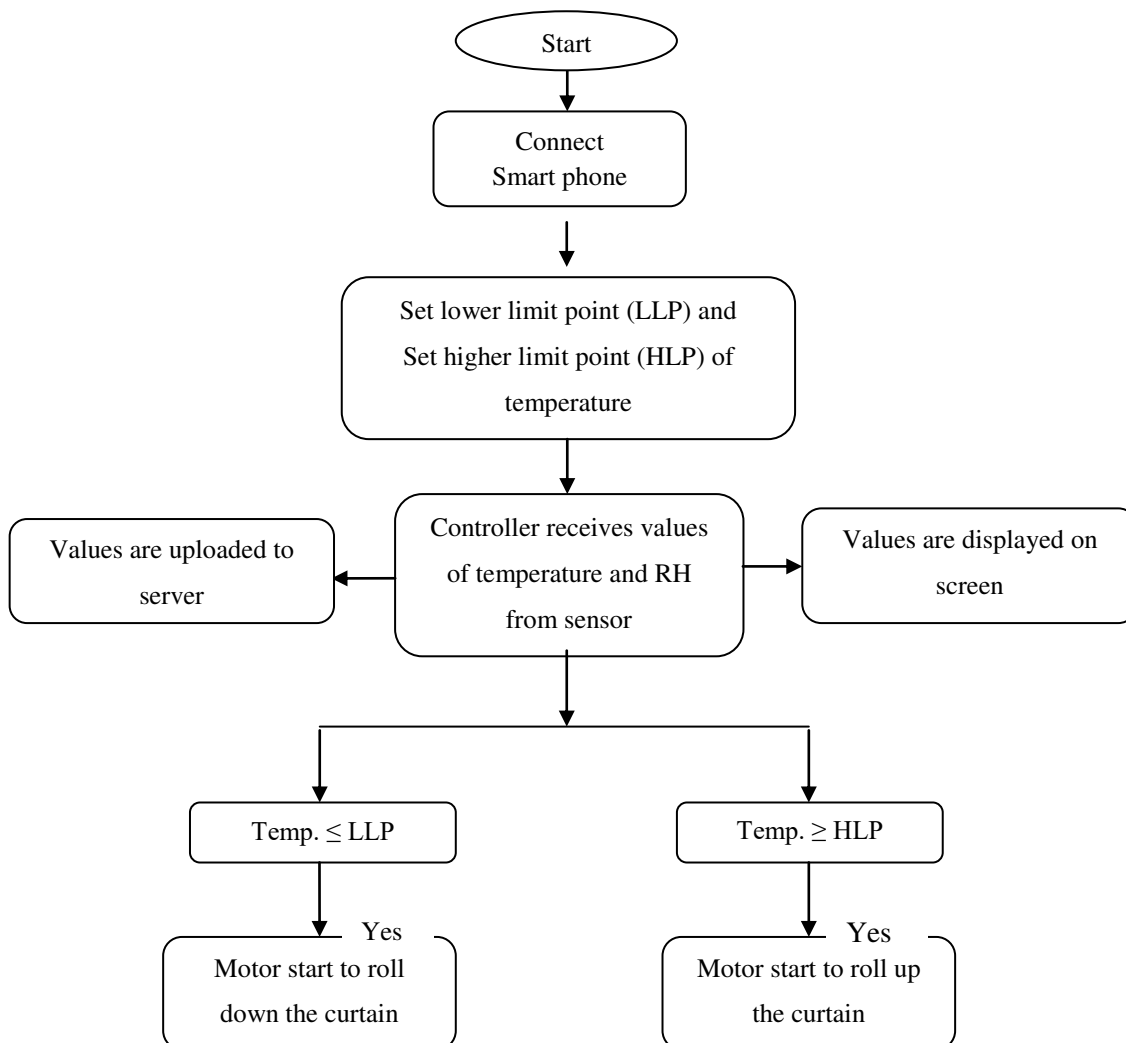 Start
Connect
Smart phone
Set lower limit point (LLP) and
Set higher limit point (HLP) of
temperature
Values are uploaded to
server
Controller receives values
of temperature and RH
from sensor
Values are displayed on
screen
Temp. ≤ LLP
Temp. ≥ HLP
Yes
Motor start to roll
down the curtain
Yes
Motor start to roll up
the curtain